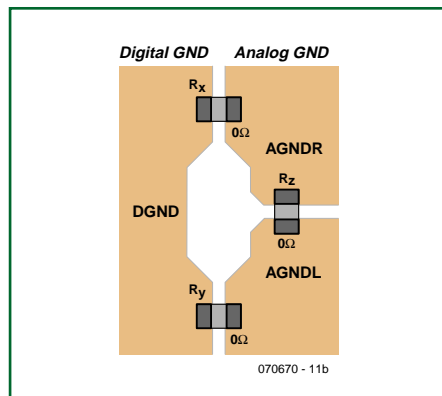 Digital GND Analog GND
Rx
0Ω
AGNDR
Rz
DGND
0Ω
AGNDL
Ry
0Ω
070670 - 11b